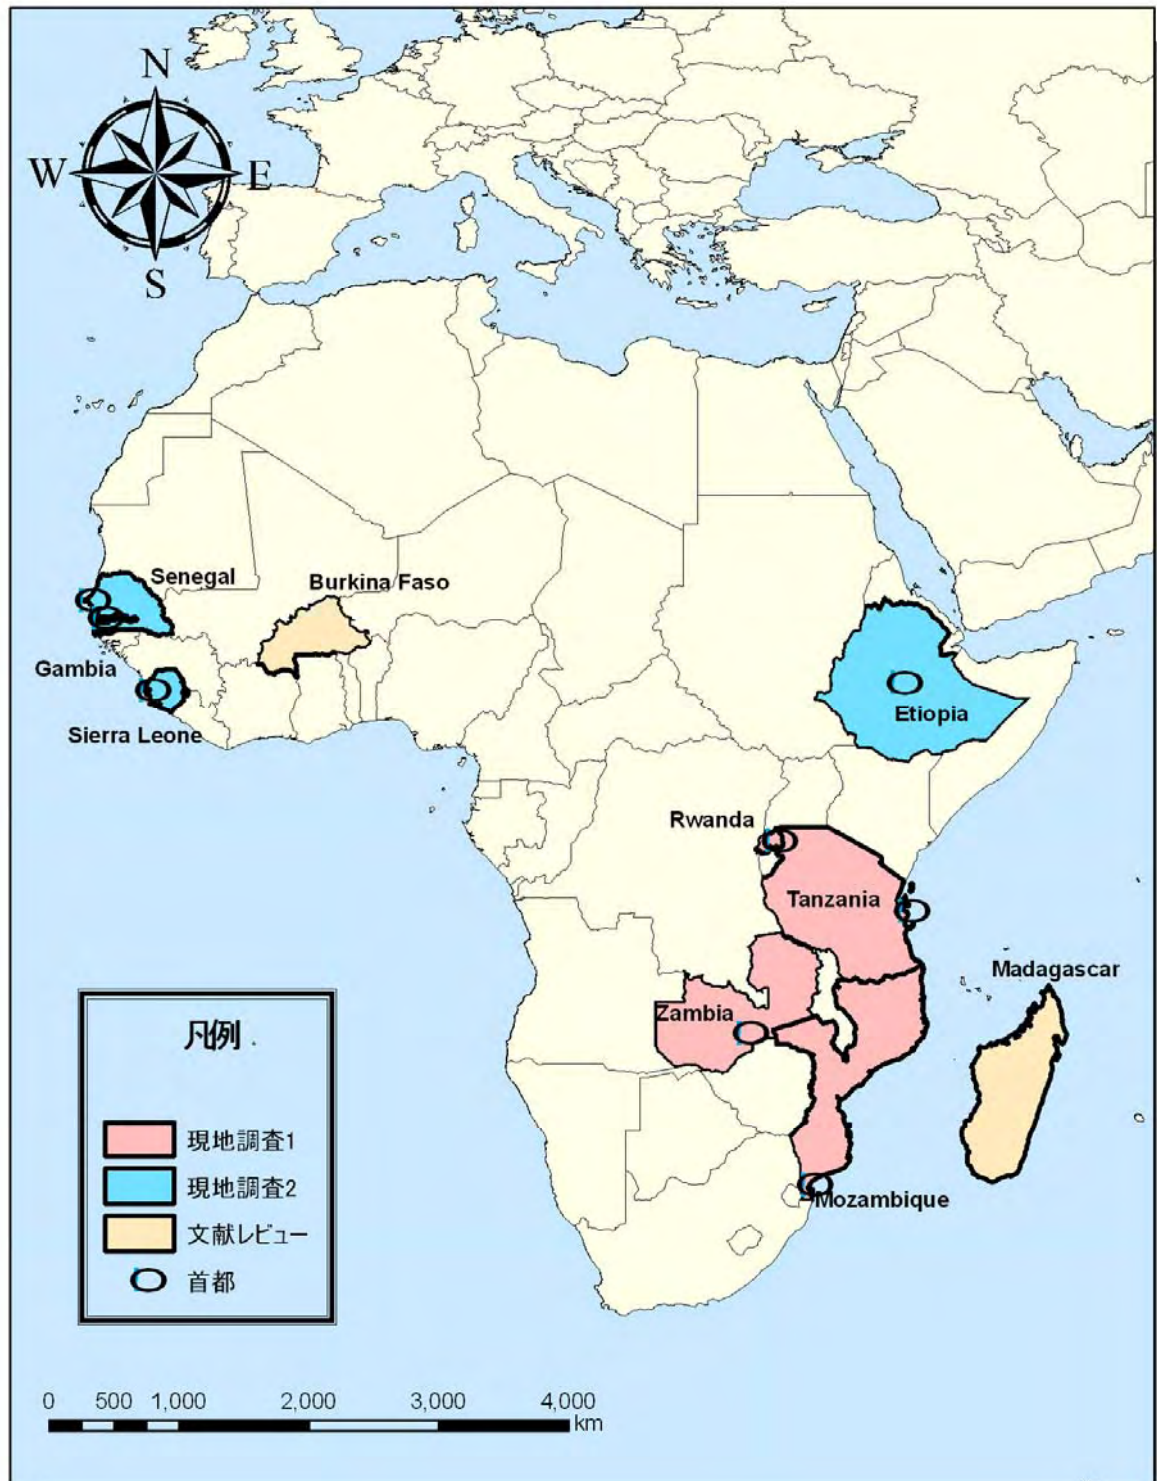 N
W
E
S
Senegal
Burkina Faso
Gambia
Sierra Leone
Etiopia
Rwanda
Tanzania
Madagascar
Zambia
Mozambique
凡例
現地調査1
現地調査2
文献レビュー
首都
0 500 1,000 2,000 3,000 4,000
km